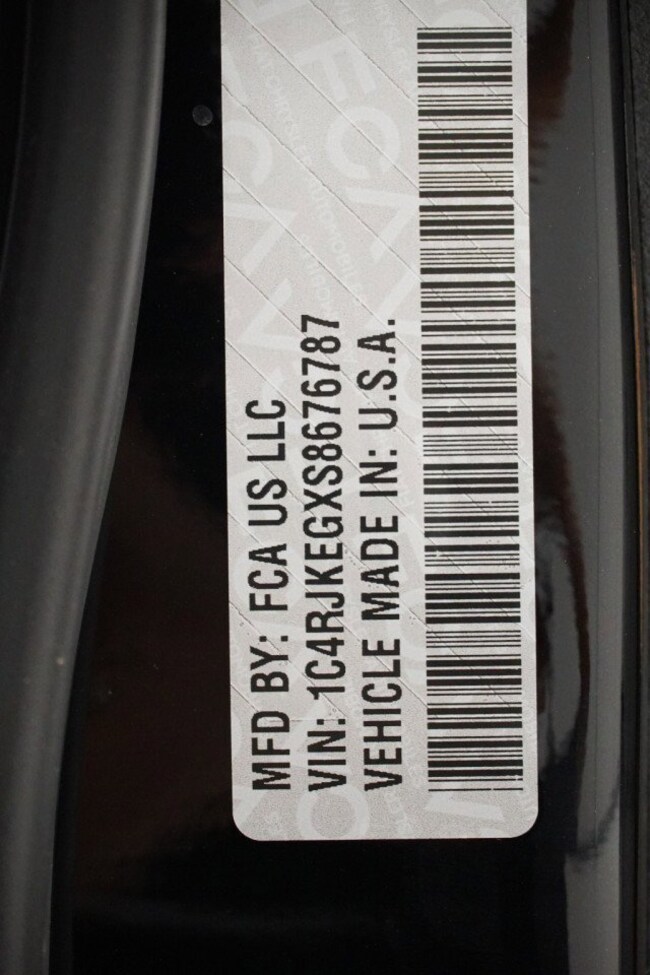 MFD BY: FCA US LLC
VIN: 1C4RJKEGXS8676787
VEHICLE MADE IN: U.S.A.